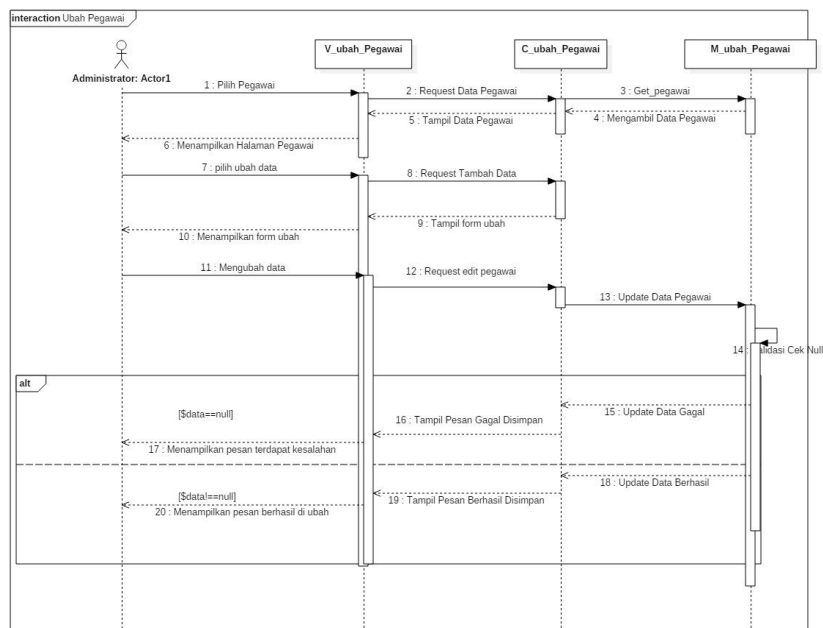 interaction Ubah Pegawai
V_ubah_Pegawai
C_ubah_Pegawai
M_ubah_Pegawai
Administrator: Actor1
1 : Pilih Pegawai
2 : Request Data Pegawai
3 : Get_pegawai
4 : Mengambil Data Pegawai
5 : Tampil Data Pegawai
6 : Menampilkan Halaman Pegawai
7 : pilih ubah data
8 : Request Tambah Data
9 : Tampil form ubah
10 : Menampilkan form ubah
11 : Mengubah data
12 : Request edit pegawai
13 : Update Data Pegawai
14 : Validasi Cek Null
alt
[$data==null]
15 : Update Data Gagal
16 : Tampil Pesan Gagal Disimpan
17 : Menampilkan pesan terdapat kesalahan
18 : Update Data Berhasil
[$data!==null]
19 : Tampil Pesan Berhasil Disimpan
20 : Menampilkan pesan berhasil di ubah